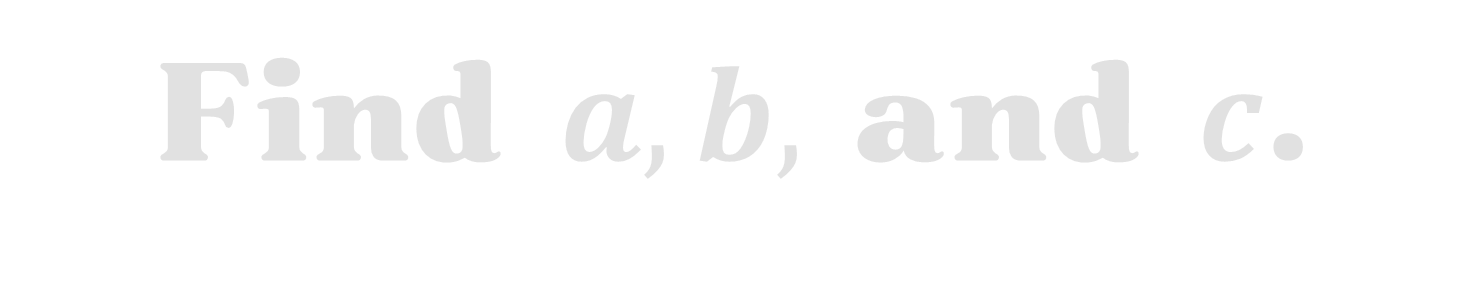 Find a, b, and c.